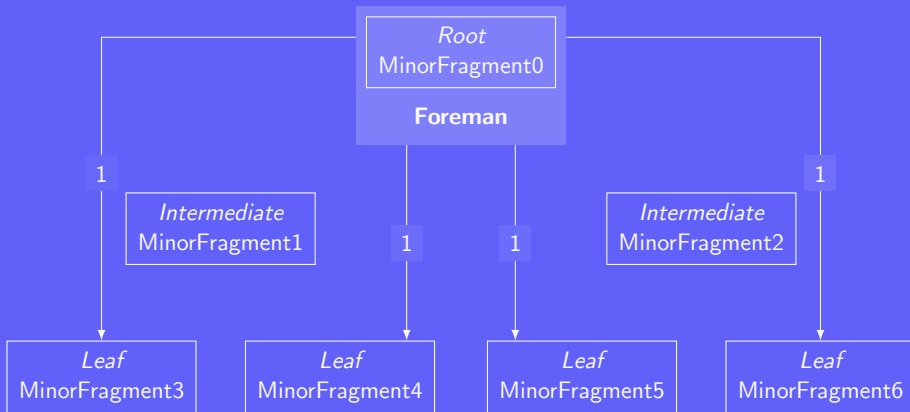 Root
MinorFragment0
Foreman
1
1
Intermediate
MinorFragment1
Intermediate
MinorFragment2
1
1
Leaf
MinorFragment3
Leaf
MinorFragment4
Leaf
MinorFragment5
Leaf
MinorFragment6